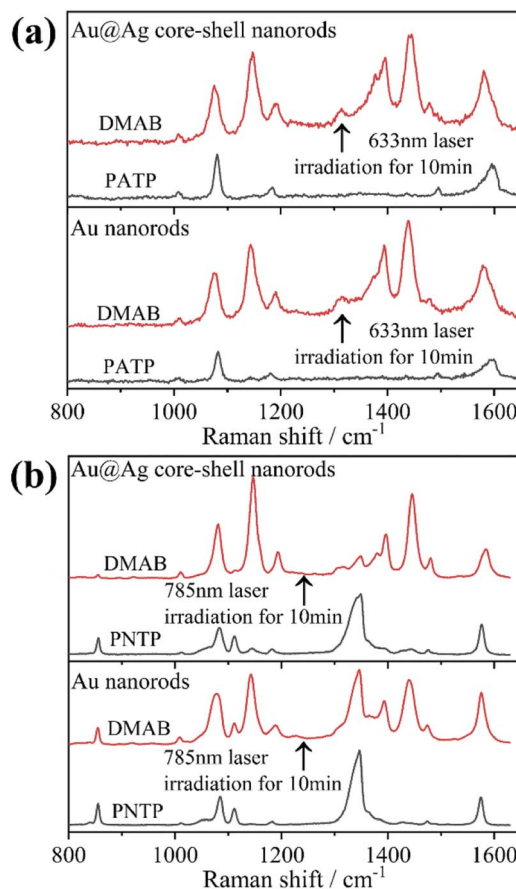 (a)
Au@Ag core-shell nanorods
DMAB
633nm laser
irradiation for 10min
PATP
Au nanorods
DMAB
633nm laser
irradiation for 10min
PATP
800 1000 1200 1400 1600
Raman shift / cm⁻¹
(b)
Au@Ag core-shell nanorods
DMAB
785nm laser
irradiation for 10min
PNTP
Au nanorods
DMAB
785nm laser
irradiation for 10min
PNTP
800 1000 1200 1400 1600
Raman shift / cm⁻¹